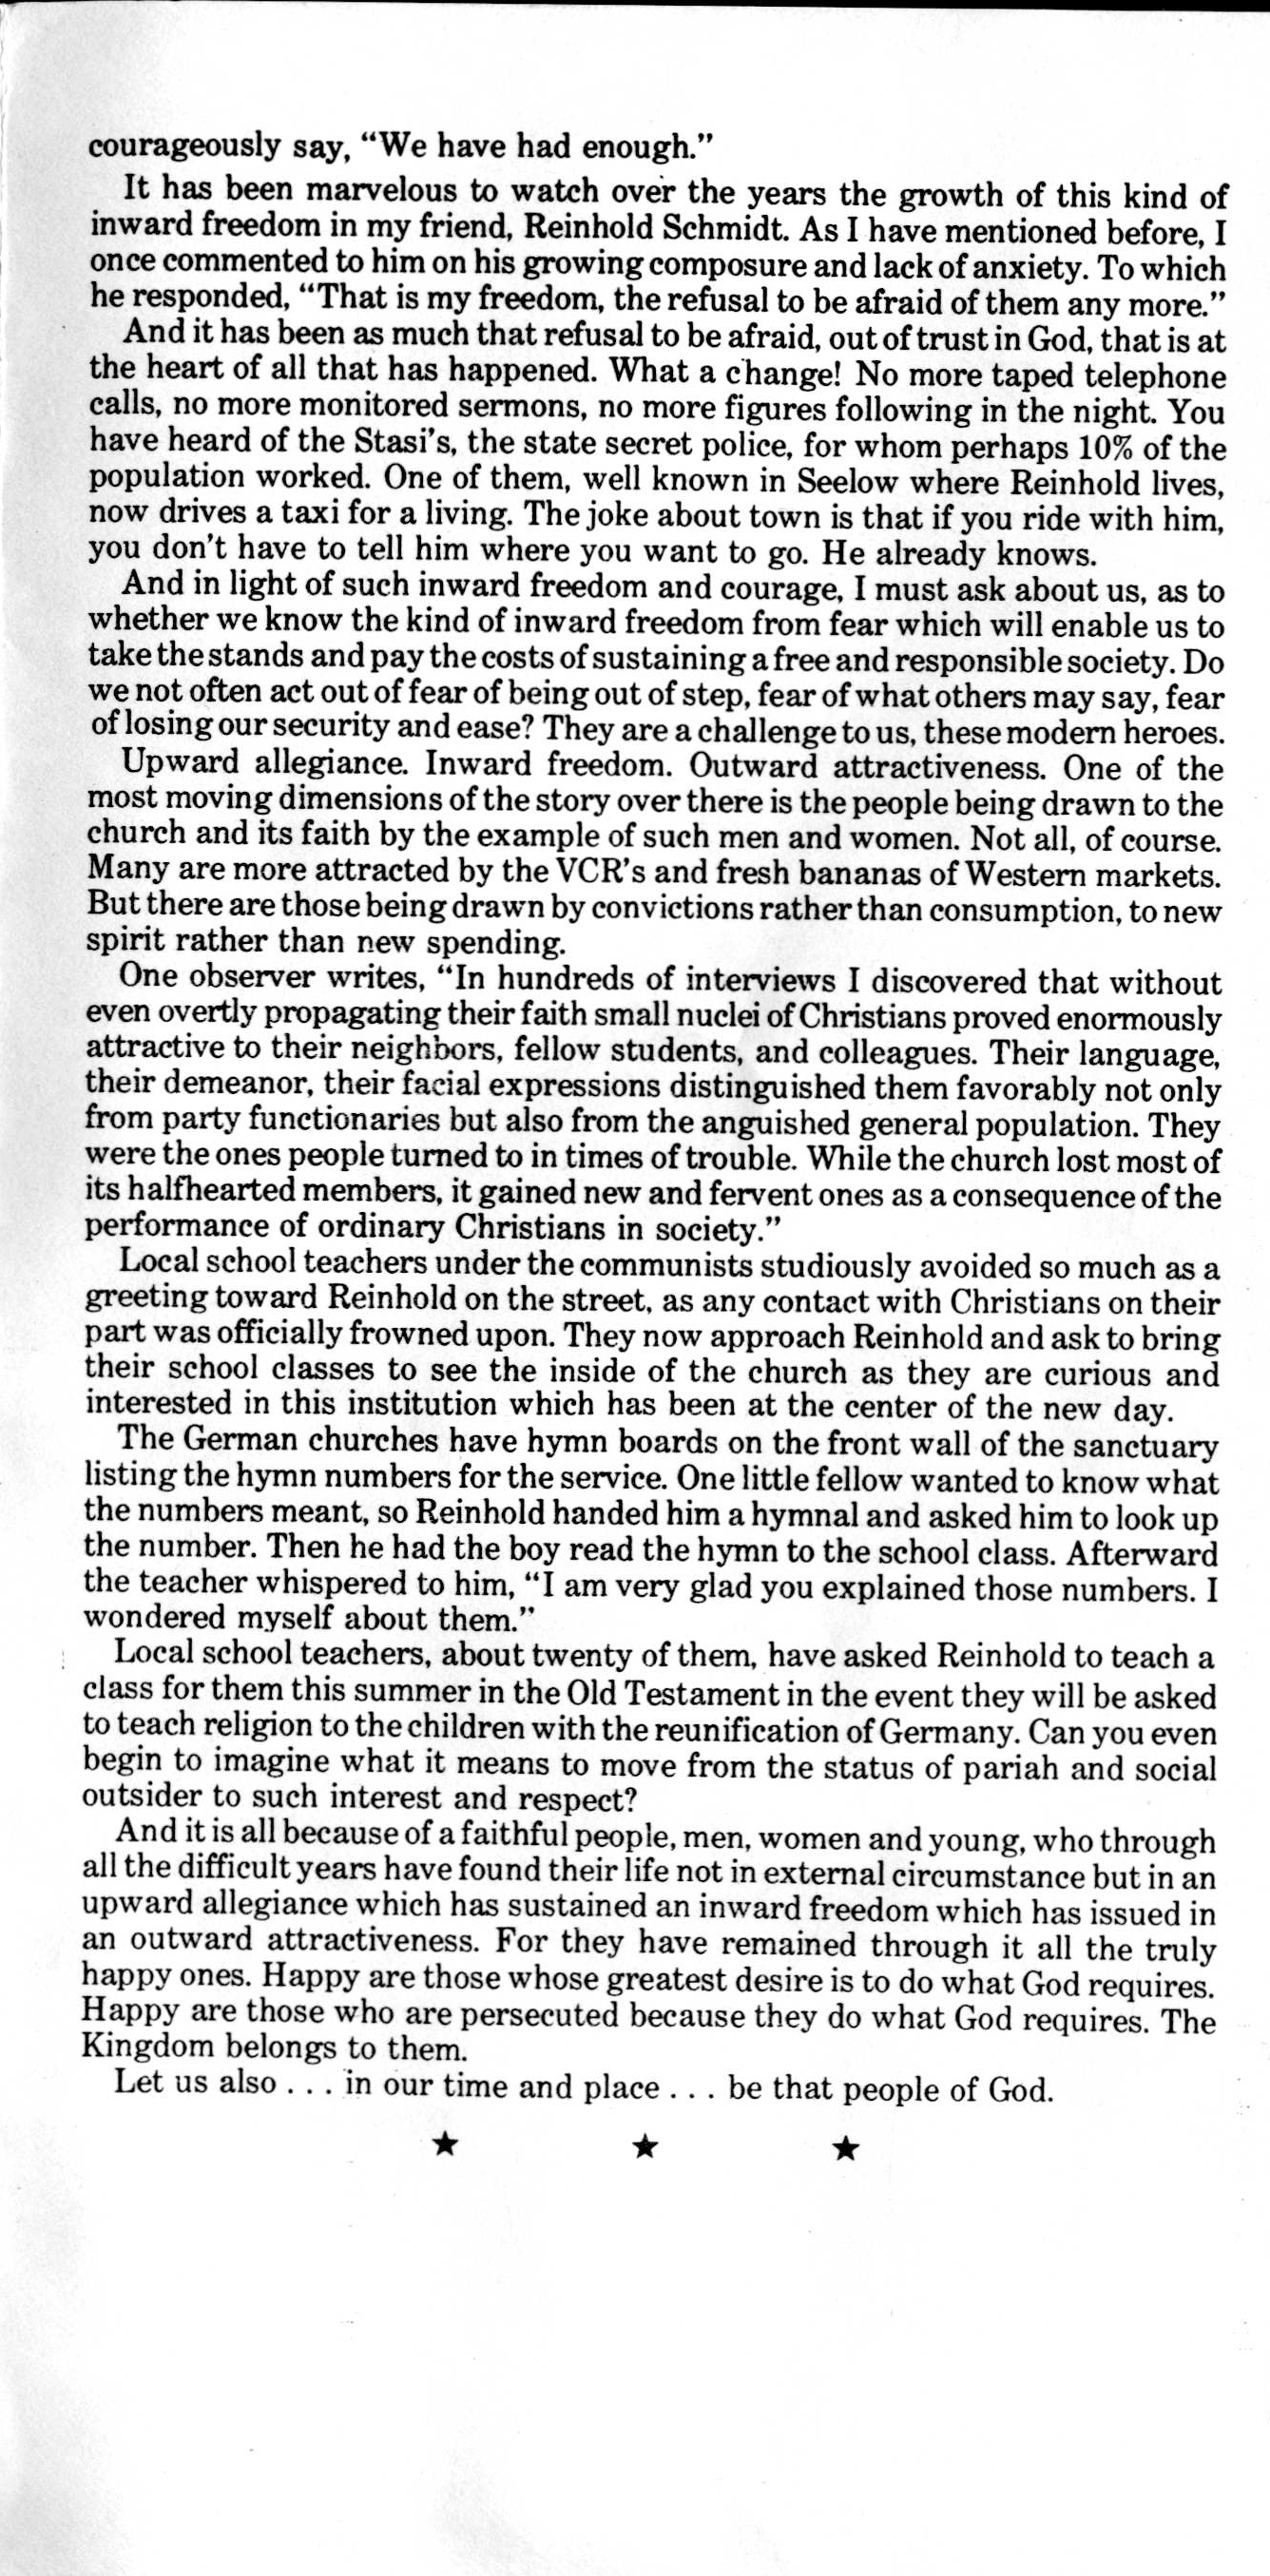 courageously say, “We have had enough.”
It has been marvelous to watch over the years the growth of this kind of
inward freedom in my friend, Reinhold Schmidt. As I have mentioned before, I
once commented to him on his growing composure and lack of anxiety. To which
he responded, “That is my freedom, the refusal to be afraid of them any more.”
And it has been as much that refusal to be afraid, out of trust in God, that is at
the heart of all that has happened. What a change! No more taped telephone
calls, no more monitored sermons, no more figures following in the night. You
have heard of the Stasi’s, the state secret police, for whom perhaps 10% of the
population worked. One of them, well known in Seelow where Reinhold lives,
now drives a taxi for a living. The joke about town is that if you ride with him,
you don’t have to tell him where you want to go. He already knows.
And in light of such inward freedom and courage, I must ask about us, as to
whether we know the kind of inward freedom from fear which will enable us to
take the stands and pay the costs of sustaining a free and responsible society. Do
we not often act out of fear of being out of step, fear of what others may say, fear
of losing our security and ease? They are a challenge to us, these modern heroes.
Upward allegiance. Inward freedom. Outward attractiveness. One of the
most moving dimensions of the story over there is the people being drawn to the
church and its faith by the example of such men and women. Not all, of course.
Many are more attracted by the VCR’s and fresh bananas of Western markets.
But there are those being drawn by convictions rather than consumption, to new
spirit rather than new spending.
One observer writes, “In hundreds of interviews I discovered that without
even overtly propagating their faith small nuclei of Christians proved enormously
attractive to their neighbors, fellow students, and colleagues. Their language,
their demeanor, their facial expressions distinguished them favorably not only
from party functionaries but also from the anguished general population. They
were the ones people turned to in times of trouble. While the church lost most of
its halfhearted members, it gained new and fervent ones as a consequence of the
performance of ordinary Christians in society.”
Local school teachers under the communists studiously avoided so much as a
greeting toward Reinhold on the street, as any contact with Christians on their
part was officially frowned upon. They now approach Reinhold and ask to bring
their school classes to see the inside of the church as they are curious and
interested in this institution which has been at the center of the new day.
The German churches have hymn boards on the front wall of the sanctuary
listing the hymn numbers for the service. One little fellow wanted to know what
the numbers meant, so Reinhold handed him a hymnal and asked him to look up
the number. Then he had the boy read the hymn to the school class. Afterward
the teacher whispered to him, “I am very glad you explained those numbers. I
wondered myself about them.”
Local school teachers, about twenty of them, have asked Reinhold to teach a
class for them this summer in the Old Testament in the event they will be asked
to teach religion to the children with the reunification of Germany. Can you even
begin to imagine what it means to move from the status of pariah and social
outsider to such interest and respect?
And it is all because of a faithful people, men, women and young, who through
all the difficult years have found their life not in external circumstance but in an
upward allegiance which has sustained an inward freedom which has issued in
an outward attractiveness. For they have remained through it all the truly
happy ones. Happy are those whose greatest desire is to do what God requires.
Happy are those who are persecuted because they do what God requires. The
Kingdom belongs to them.
Let us also . . . in our time and place . . . be that people of God.
★ ★ ★